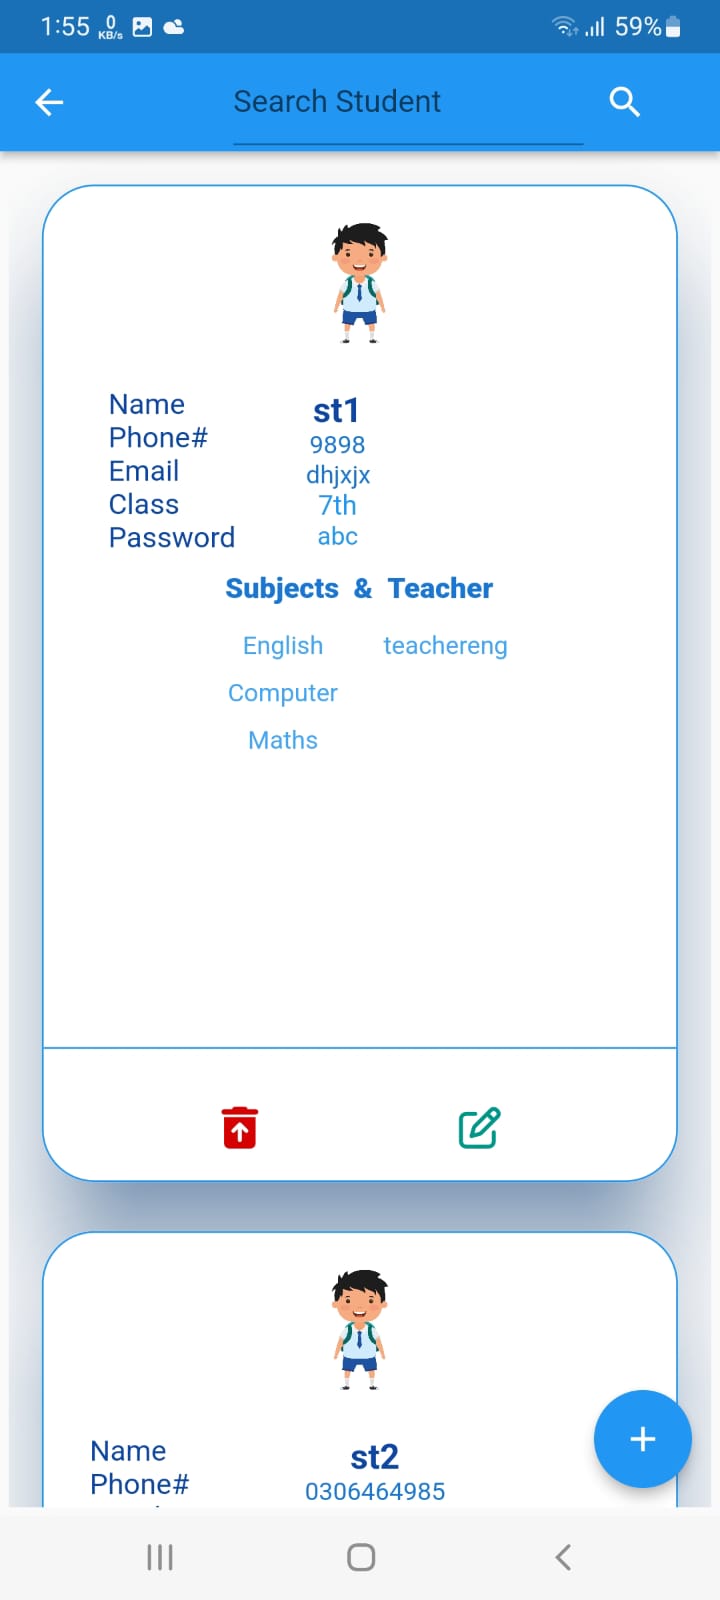 1:55 0 KB/s 59%
Search Student
Name st1
Phone# 9898
Email dhjxjx
Class 7th
Password abc
Subjects & Teacher
English teachereng
Computer
Maths
Name st2
Phone# 0306464985